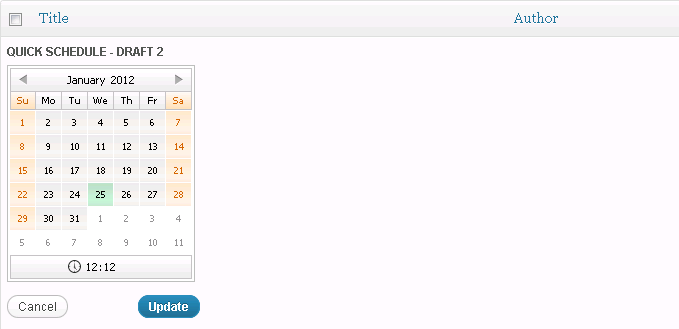 Title Author
QUICK SCHEDULE - DRAFT 2
January 2012
Su Mo Tu We Th Fr Sa
1 2 3 4 5 6 7
8 9 10 11 12 13 14
15 16 17 18 19 20 21
22 23 24 25 26 27 28
29 30 31 1 2 3 4
5 6 7 8 9 10 11
12:12
Cancel Update